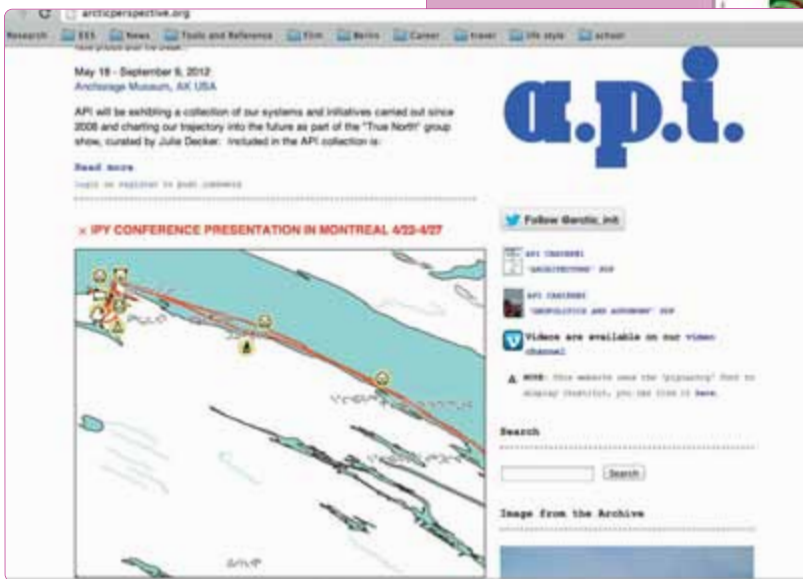 arcticperspective.org
Research EES News Tools and Reference Film Berlin Career travel life style school
May 18 - September 9, 2012
Anchorage Museum, AK USA
API will be exhibiting a collection of our systems and initiatives carried out since
2006 and charting our trajectory into the future as part of the "True North" group
show, curated by Julie Decker. Included in the API collection is:
Read more
login or register to post comments
× IPY CONFERENCE PRESENTATION IN MONTREAL 4/22-4/27
a.p.i.
Follow @arctic_init
API CAHIER#1
"ARCHITECTURE" PDF
API CAHIER#2
"GEOPOLITICS AND AUTONOMY" PDF
Videos are available on our video
channel
NOTE: This website uses the 'pigiarniq' font to
display Inuktitut, you can find it here.
Search
Search
Image from the Archive